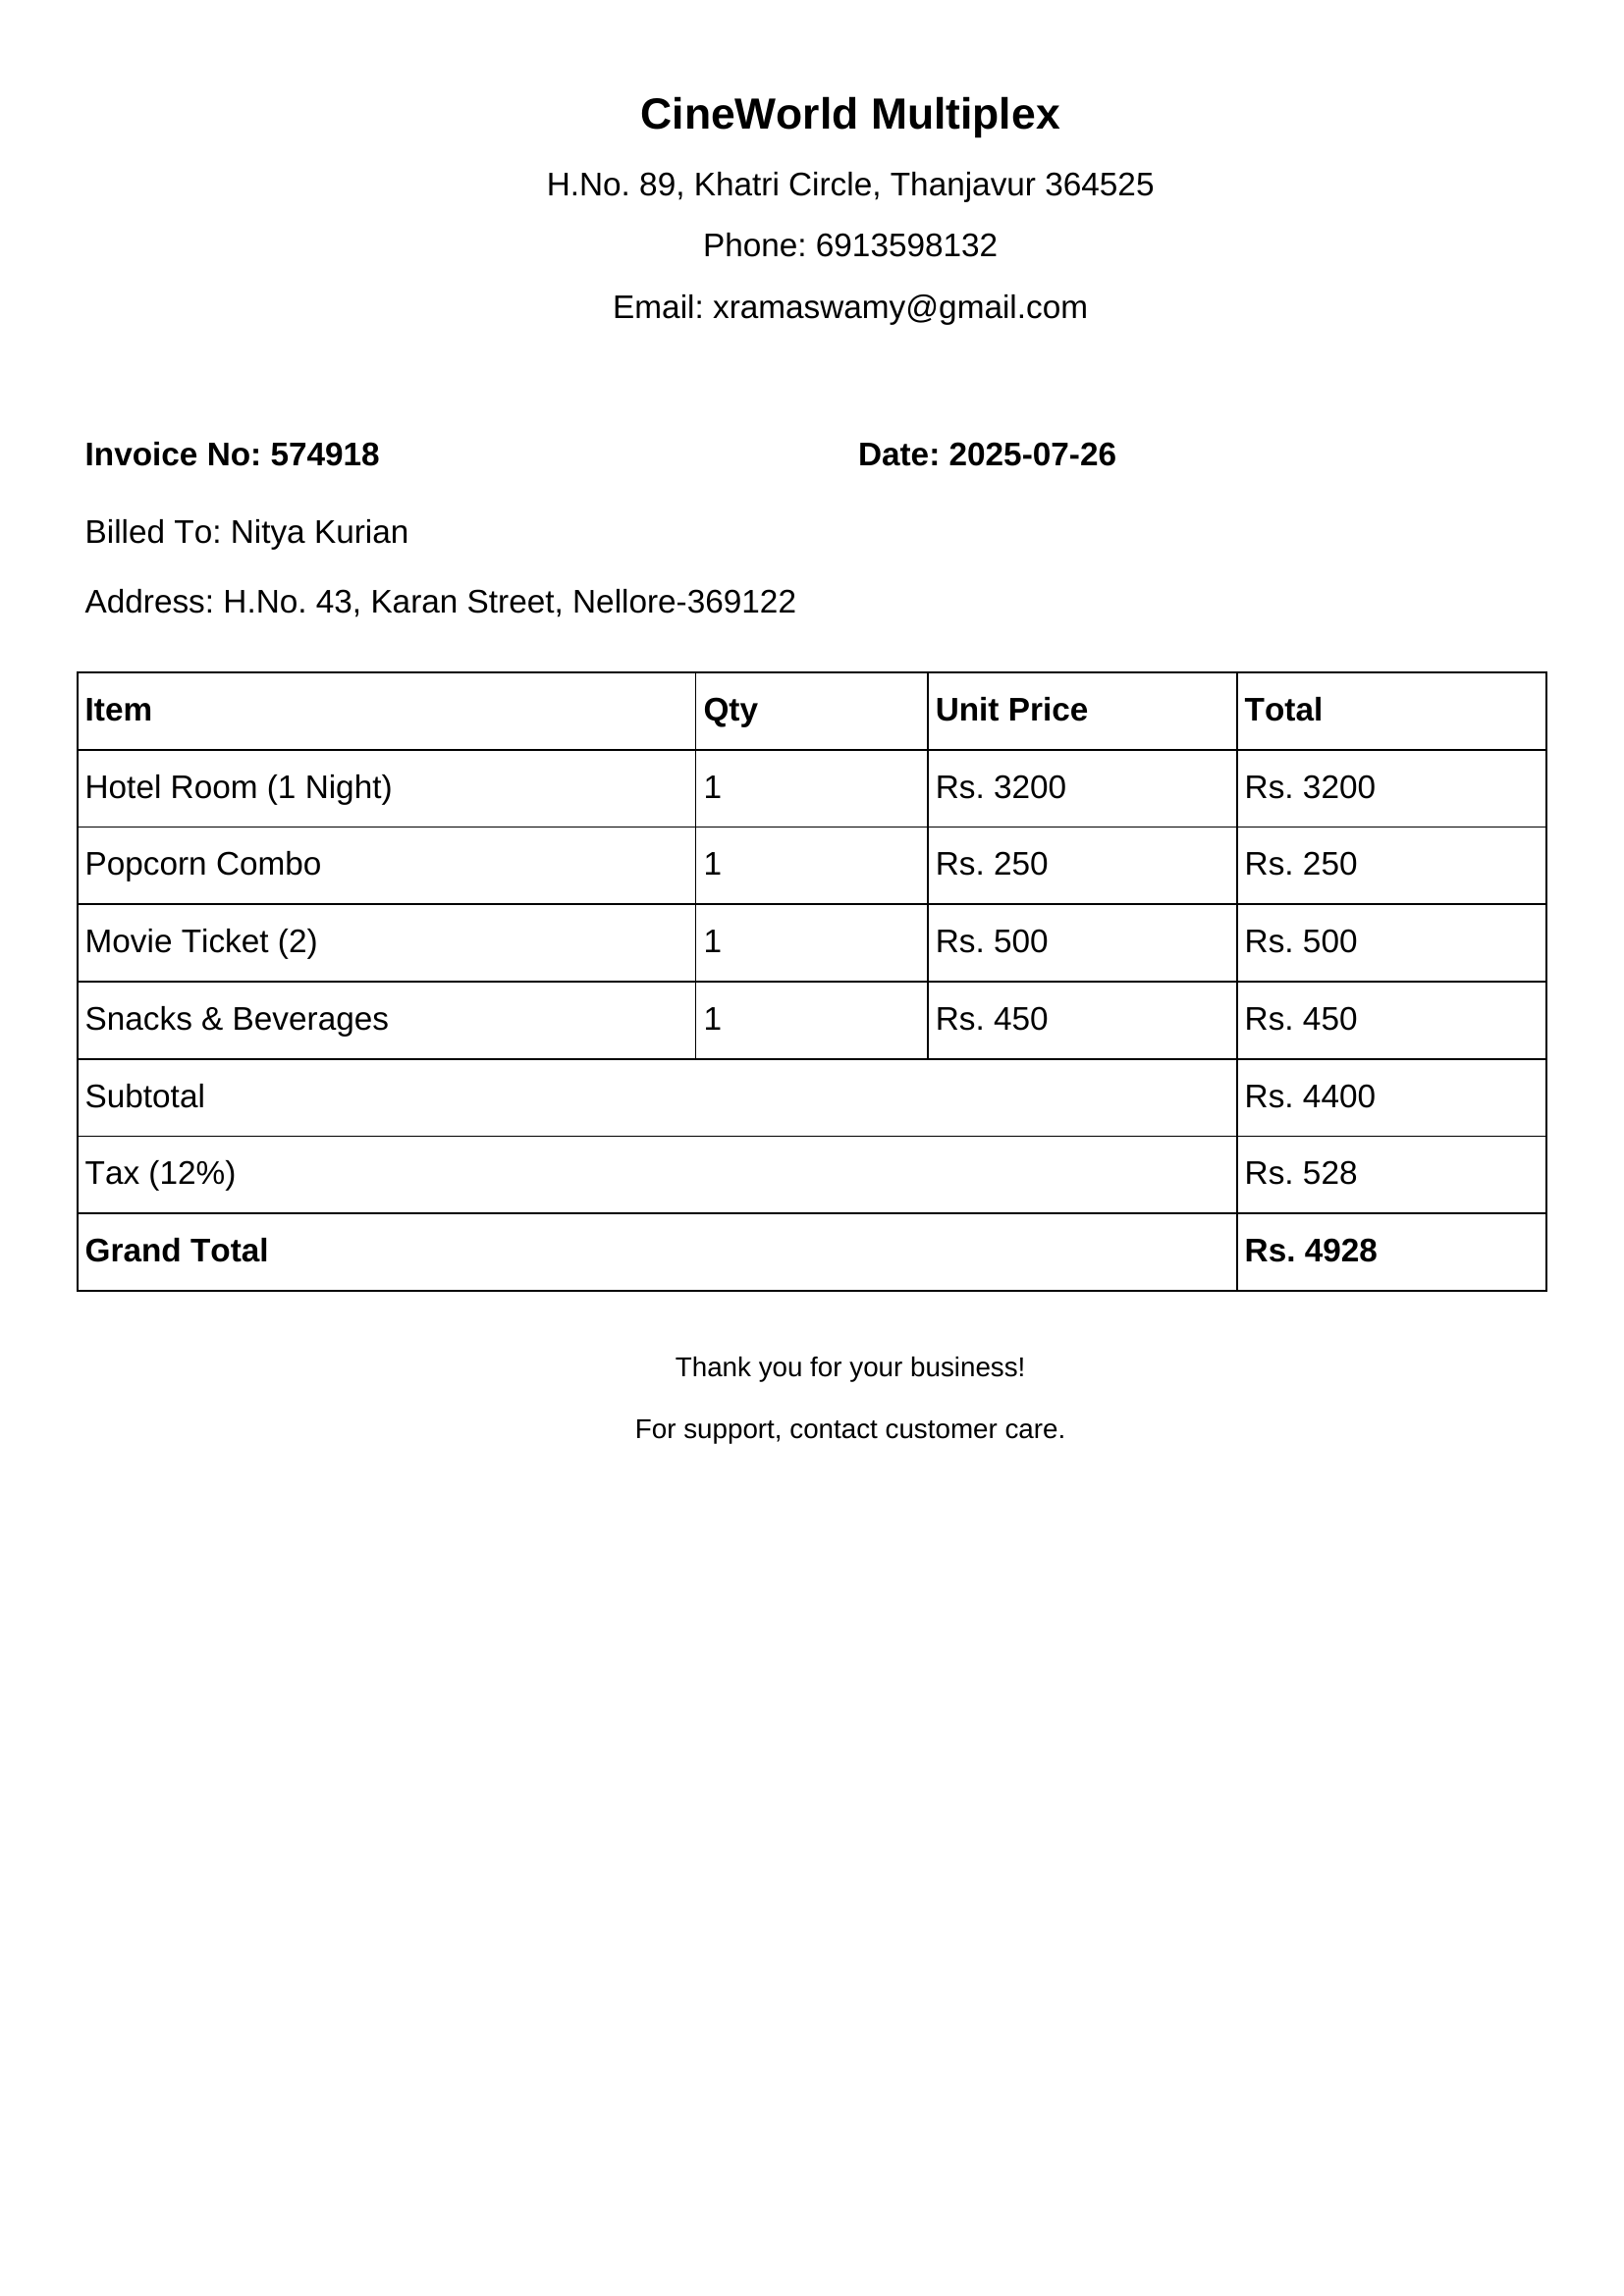 CineWorld Multiplex
H.No. 89, Khatri Circle, Thanjavur 364525
Phone: 6913598132
Email: xramaswamy@gmail.com
Invoice No: 574918 Date: 2025-07-26
Billed To: Nitya Kurian
Address: H.No. 43, Karan Street, Nellore-369122
Item Qty Unit Price Total
Hotel Room (1 Night) 1 Rs. 3200 Rs. 3200
Popcorn Combo 1 Rs. 250 Rs. 250
Movie Ticket (2) 1 Rs. 500 Rs. 500
Snacks & Beverages 1 Rs. 450 Rs. 450
Subtotal Rs. 4400
Tax (12%) Rs. 528
Grand Total Rs. 4928
Thank you for your business!
For support, contact customer care.